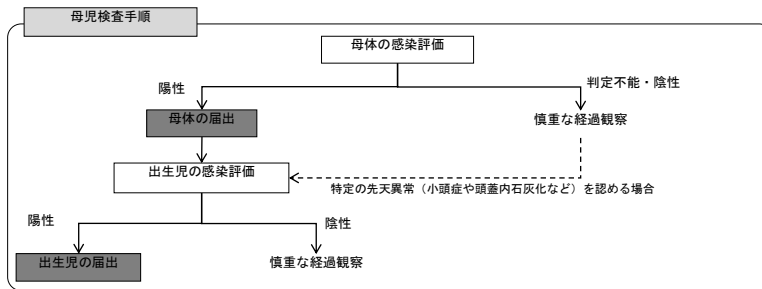 母児検査手順
母体の感染評価
陽性
判定不能・陰性
母体の届出
慎重な経過観察
出生児の感染評価
特定の先天異常（小頭症や頭蓋内石灰化など）を認める場合
陽性
陰性
出生児の届出
慎重な経過観察